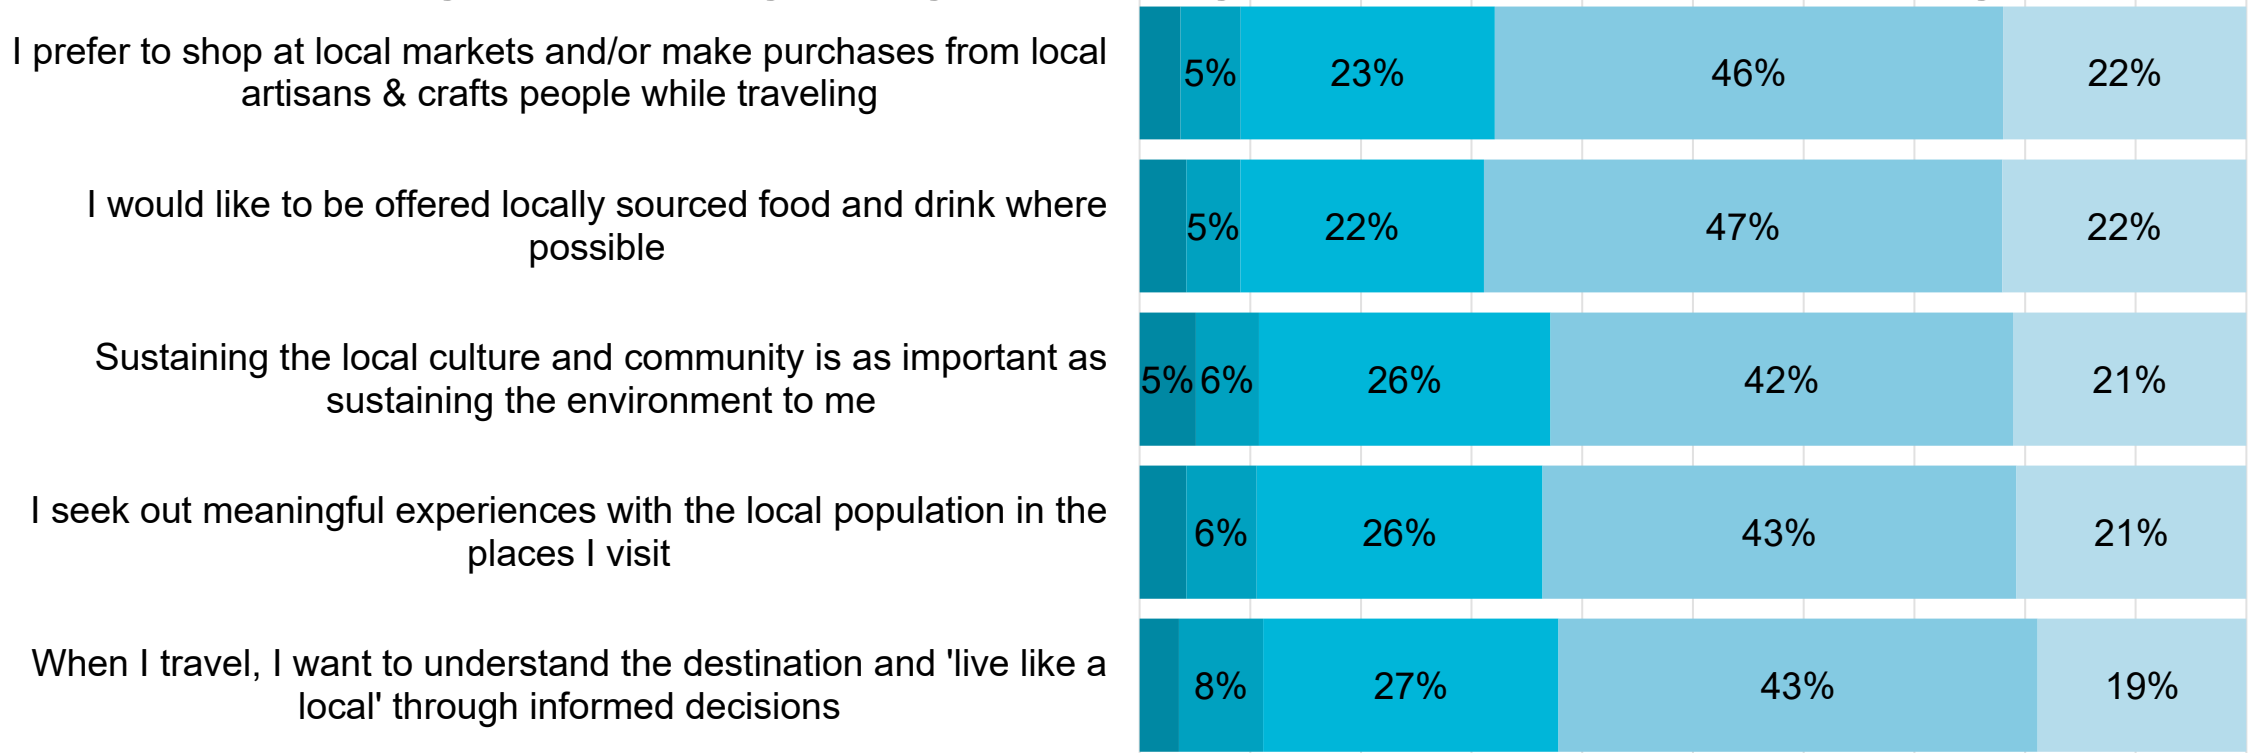 I prefer to shop at local markets and/or make purchases from local
artisans & crafts people while traveling
5% 23% 46% 22%
I would like to be offered locally sourced food and drink where
possible
5% 22% 47% 22%
Sustaining the local culture and community is as important as
sustaining the environment to me
5% 6% 26% 42% 21%
I seek out meaningful experiences with the local population in the
places I visit
6% 26% 43% 21%
When I travel, I want to understand the destination and 'live like a
local' through informed decisions
8% 27% 43% 19%